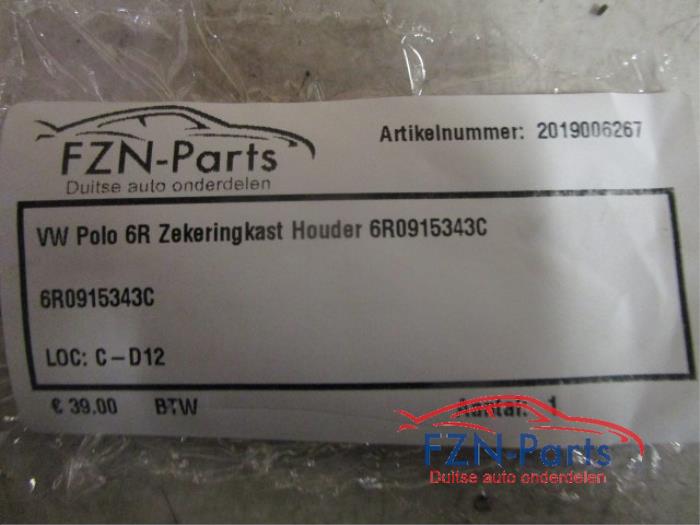 FZN-Parts
Duitse auto onderdelen
Artikelnummer: 2019006267
VW Polo 6R Zekeringkast Houder 6R0915343C
6R0915343C
LOC: C-D12
€ 39.00 BTW
Aantal: 1
FZN-Parts
Duitse auto onderdelen